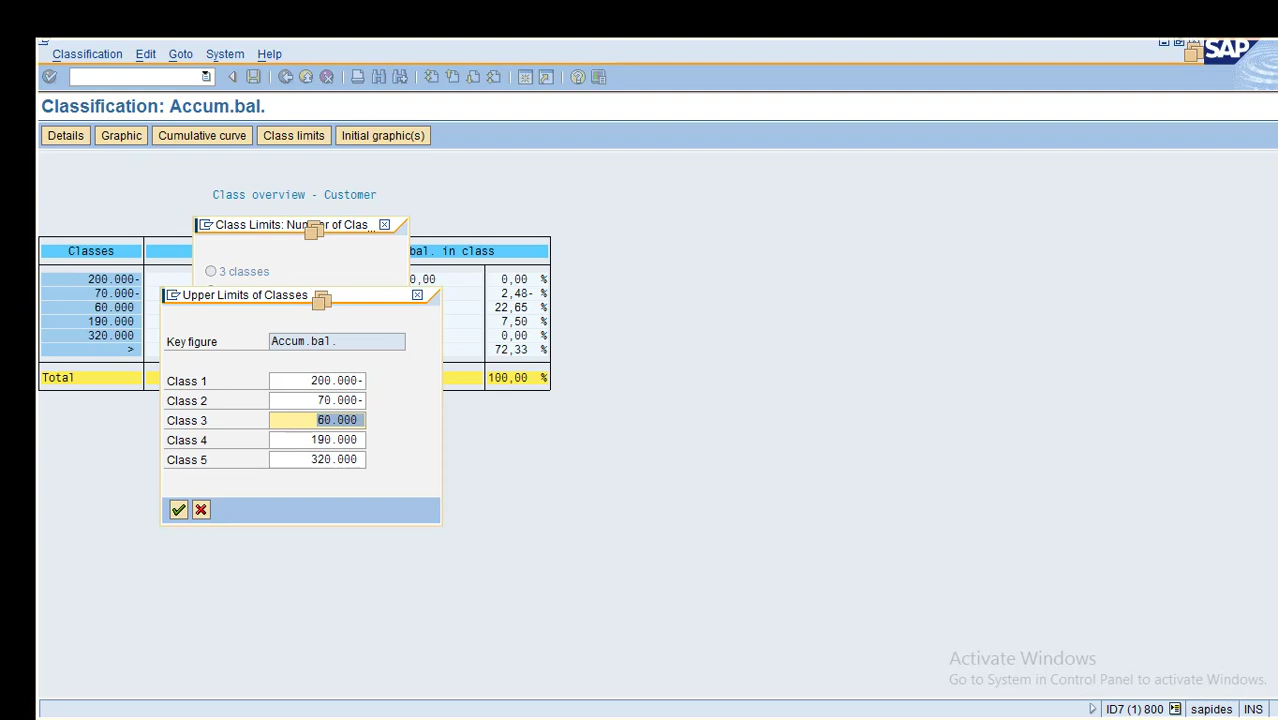 Classification Edit Goto System Help
SAP
Classification: Accum.bal.
Details Graphic Cumulative curve Class limits Initial graphic(s)
Class overview - Customer
Class Limits: of Clas...
Classes bal. in class
3 classes
200.000- 0,00 0,00 %
70.000- 2,48- %
60.000 22,65 %
190.000 7,50 %
320.000 0,00 %
> 72,33 %
Total 100,00 %
Upper Limits of Classes
Key figure Accum.bal.
Class 1 200.000-
Class 2 70.000-
Class 3 60.000
Class 4 190.000
Class 5 320.000
Activate Windows
Go to System in Control Panel to activate Windows.
ID7 (1) 800 sapides INS